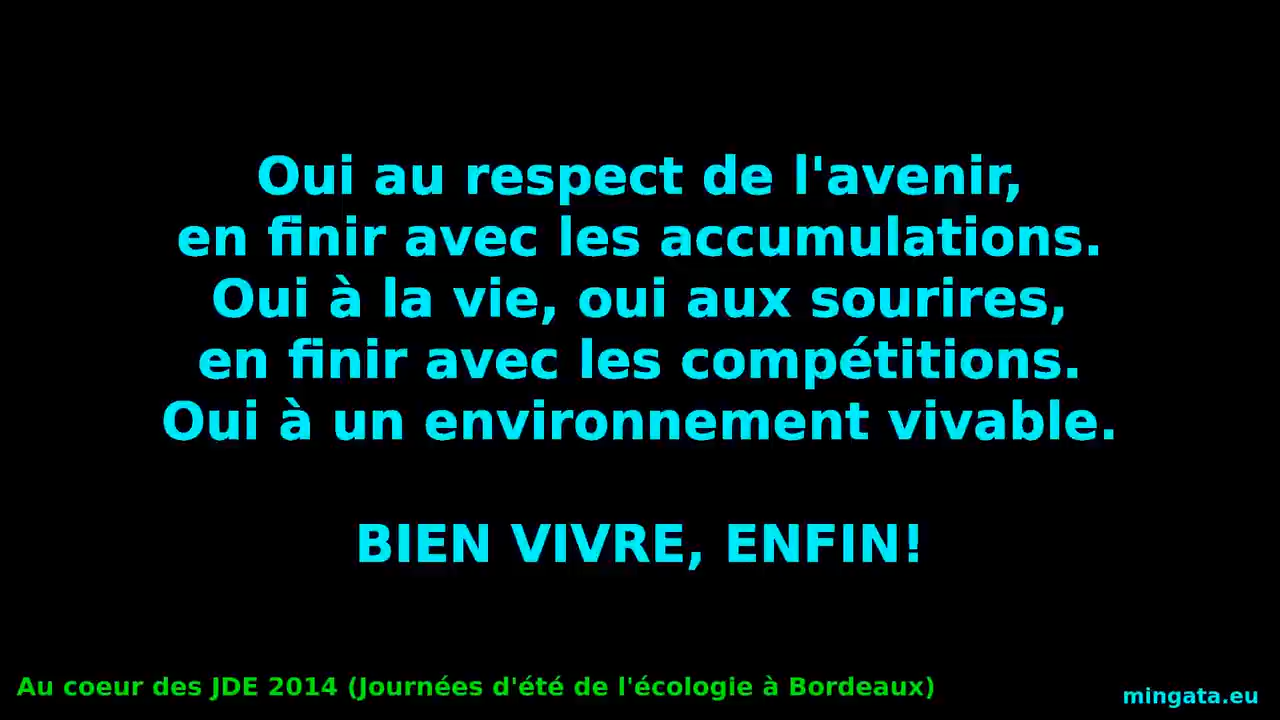 Oui au respect de l'avenir,
en finir avec les accumulations.
Oui à la vie, oui aux sourires,
en finir avec les compétitions.
Oui à un environnement vivable.
BIEN VIVRE, ENFIN!
Au coeur des JDE 2014 (Journées d'été de l'écologie à Bordeaux)
mingata.eu